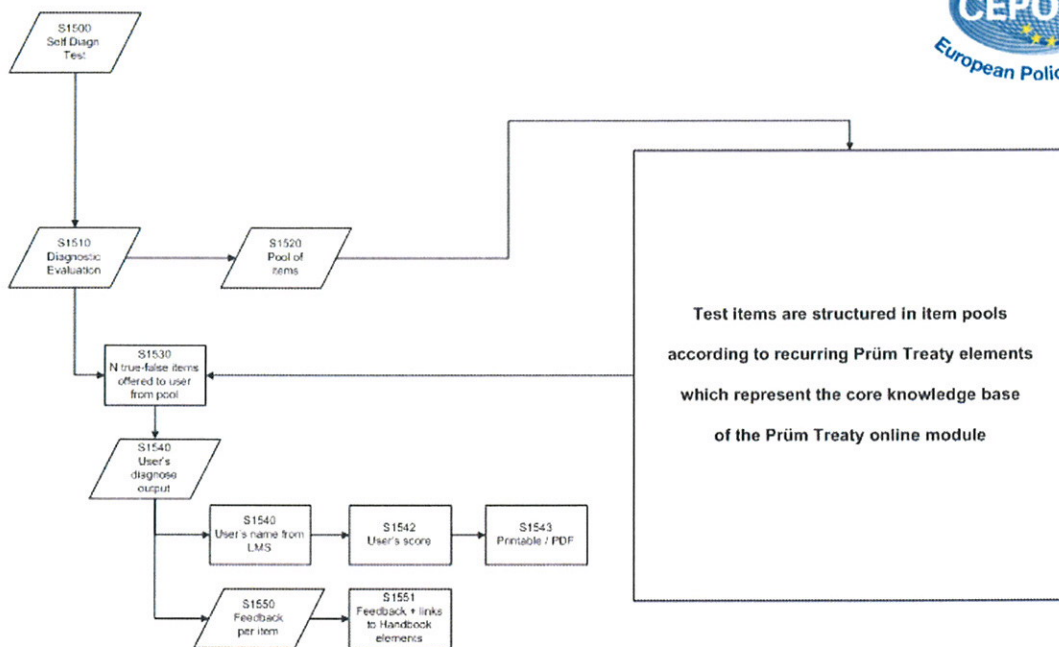 CEPO
European Polic
S1500
Self Diagn
Test
S1510
Diagnostic
Evaluation
S1520
Pool of
items
Test items are structured in item pools
according to recurring Prüm Treaty elements
which represent the core knowledge base
of the Prüm Treaty online module
S1530
N true-false items
offered to user
from pool
S1540
User's
diagnose
output
S1540
User's name from
LMS
S1542
User's score
S1543
Printable / PDF
S1550
Feedback
per item
S1551
Feedback + links
to Handbook
elements